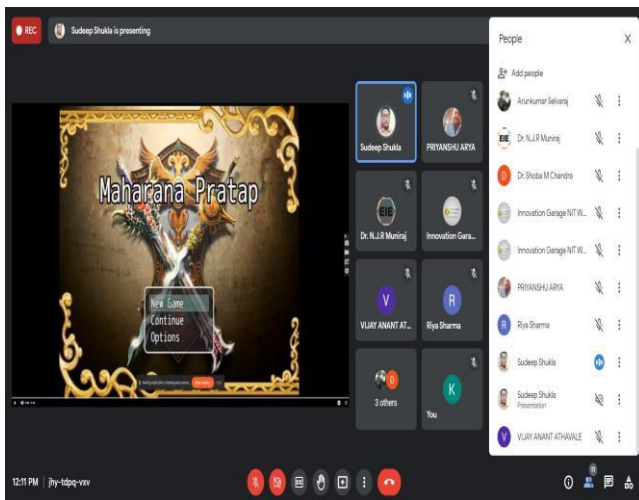 REC
Sudeep Shukla is presenting
Maharana Pratap
New Game
Continue
Options
Sudeep Shukla
PRIYANSHU ARYA
EIE
Dr. N.J.R Muniraj
Innovation Gara...
V
VIJAY ANANT AT...
R
Riya Sharma
D
3 others
K
You
People
Add people
Arunkumar Selvaraj
EIE
Dr. N.J.R Muniraj
D
Dr.Shoba M Chandra
Innovation Garage NIT W...
Innovation Garage NIT W...
PRIYANSHU ARYA
R
Riya Sharma
Sudeep Shukla
Sudeep Shukla
Presentation
V
VIJAY ANANT ATHAVALE
12:11 PM | jhy-tdpq-vxv
11